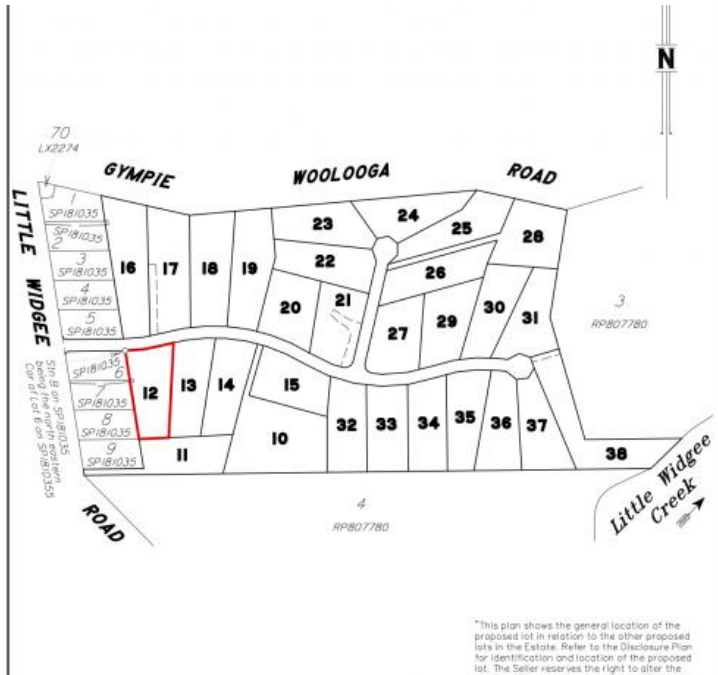 N
70
LX2274
GYMPIE WOOLOOGA ROAD
LITTLE WIDGEE
ROAD
1
SP181035
SP181035
2
3
SP181035
4
SP181035
5
SP181035
SP181035
6
7
SP181035
8
SP181035
9
SP181035
16
17
18
19
23
24
25
28
22
26
20
21
27
29
30
31
3
RP807780
12
13
14
15
11
10
32
33
34
35
36
37
38
4
RP807780
Stn B on SP181035
being the north eastern
Cor of Lot 6 on SP1810355
Little Widgee
Creek
"This plan shows the general location of the
proposed lot in relation to the other proposed
lots in the Estate. Refer to the Disclosure Plan
for identification and location of the proposed
lot. The Seller reserves the right to alter the